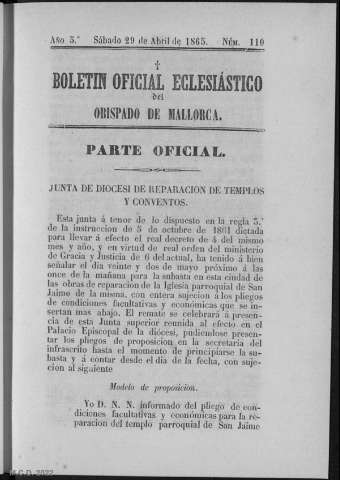 Año 5.º Sábado 29 de Abril de 1865. Núm. 110
BOLETIN OFICIAL ECLESIÁSTICO
del
OBISPADO DE MALLORCA.
PARTE OFICIAL.
JUNTA DE DIOCESI DE REPARACION DE TEMPLOS
Y CONVENTOS.
Esta junta á tenor de lo dispuesto en la regla 5.ª
de la instruccion de 5 de octubre de 1861 dictada
para llevar á efecto el real decreto de 4 del mismo
mes y año, y en virtud de real orden del ministerio
de Gracia y Justicia de 6 del actual, ha tenido á bien
señalar el dia veinte y dos de mayo próximo á las
once de la mañana para la subasta en esta ciudad de
las obras de reparacion de la Iglesia parroquial de San
Jaime de la misma, con entera sujecion á los pliegos
de condiciones facultativas y económicas que se in-
sertan mas abajo. El remate se celebrará á presen-
cia de esta Junta superior reunida al efecto en el
Palacio Episcopal de la diócesi, pudiendose presen-
tar los pliegos de proposicion en la secretaría del
infrascrito hasta el momento de principiarse la su-
basta y á contar desde el dia de la fecha, con suje-
cion al siguiente
Modelo de proposicion.
Yo D. N. N. informado del pliego de con-
diciones facultativas y económicas para la re-
paracion del templo parroquial de San Jaime
2022